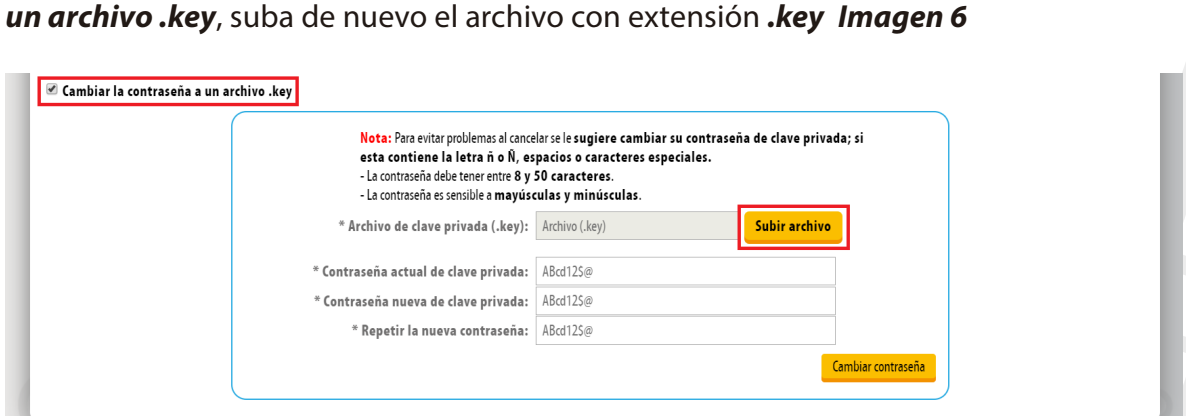 un archivo .key, suba de nuevo el archivo con extensión .key Imagen 6
Cambiar la contraseña a un archivo .key
Nota: Para evitar problemas al cancelar se le sugiere cambiar su contraseña de clave privada; si
esta contiene la letra ñ o Ñ, espacios o caracteres especiales.
- La contraseña debe tener entre 8 y 50 caracteres.
- La contraseña es sensible a mayúsculas y minúsculas.
* Archivo de clave privada (.key): Archivo (.key) Subir archivo
* Contraseña actual de clave privada: ABcd12$@
* Contraseña nueva de clave privada: ABcd12$@
* Repetir la nueva contraseña: ABcd12$@
Cambiar contraseña